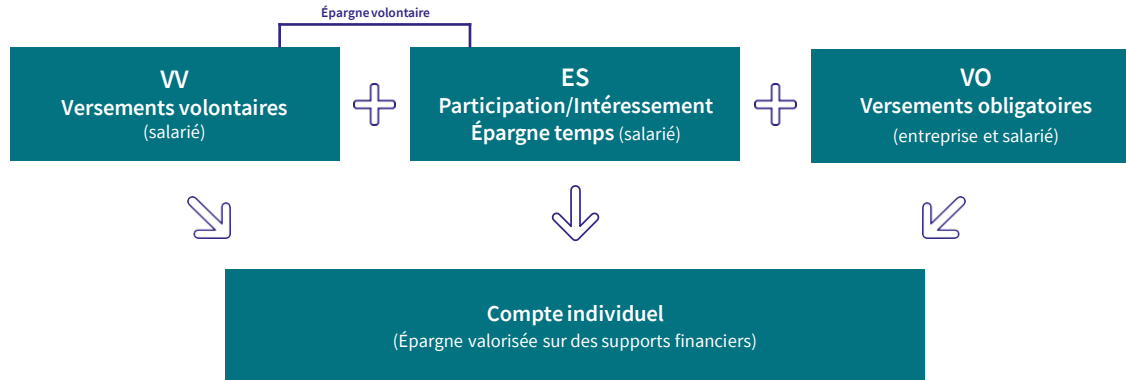 Épargne volontaire
VV
Versements volontaires
(salarié)
ES
Participation/Intéressement
Épargne temps (salarié)
VO
Versements obligatoires
(entreprise et salarié)
Compte individuel
(Épargne valorisée sur des supports financiers)